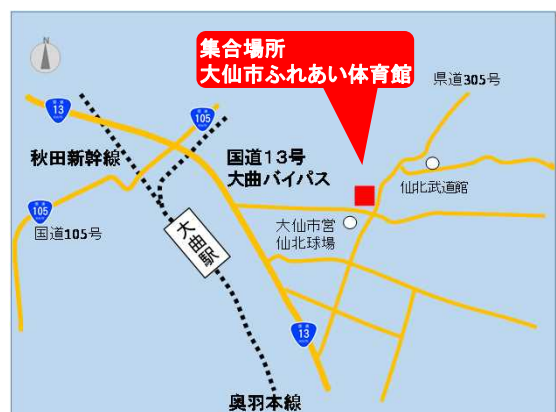 集合場所
大仙市ふれあい体育館
県道305号
13
105
秋田新幹線
国道13号
大曲バイパス
仙北武道館
105
国道105号
大曲駅
大仙市営
仙北球場
13
奥羽本線